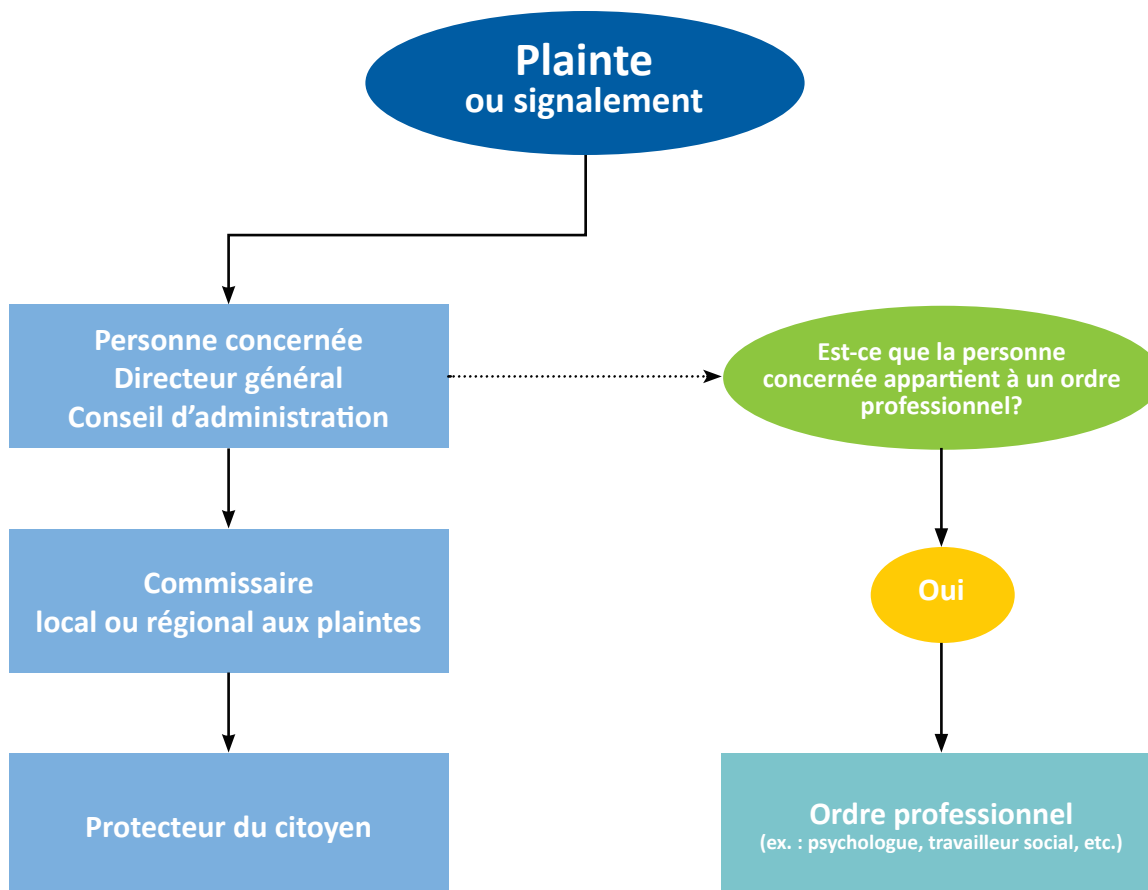 Plainte
ou signalement
Personne concernée
Directeur général
Conseil d'administration
Est-ce que la personne
concernée appartient à un ordre
professionnel?
Commissaire
local ou régional aux plaintes
Oui
Protecteur du citoyen
Ordre professionnel
(ex. : psychologue, travailleur social, etc.)